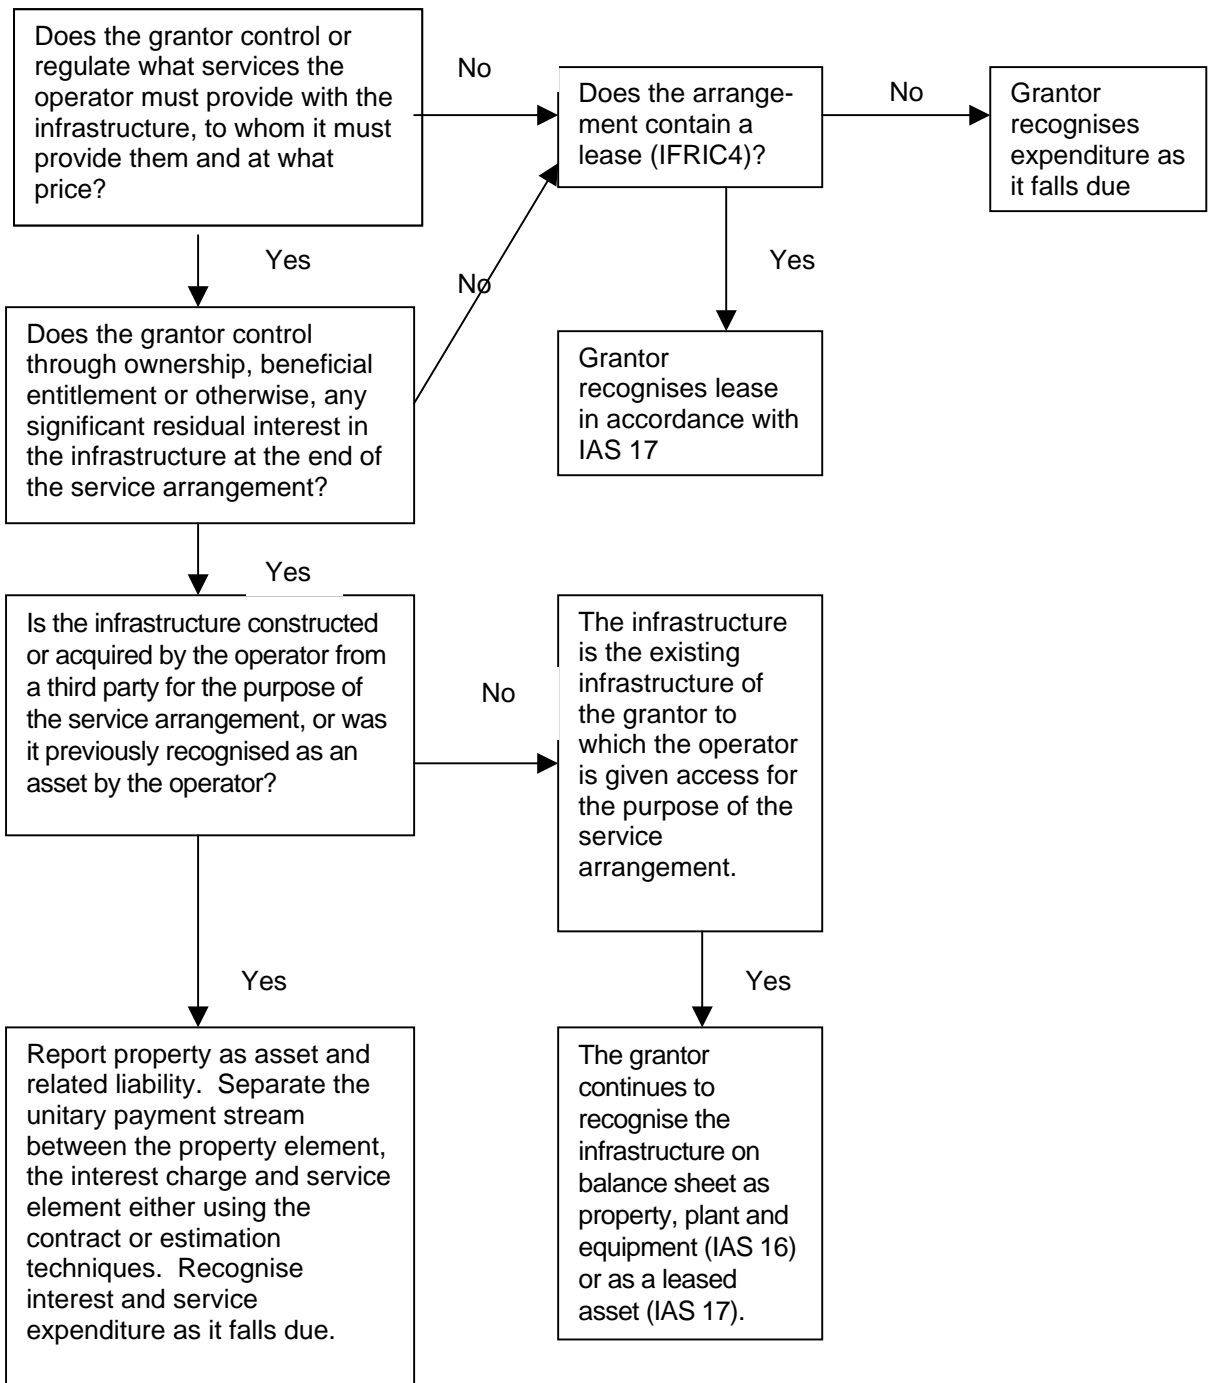 Does the grantor control or
regulate what services the
operator must provide with the
infrastructure, to whom it must
provide them and at what
price?
No
Does the arrange-
ment contain a
lease (IFRIC4)?
No
Grantor
recognises
expenditure as
it falls due
Yes
No
Yes
Does the grantor control
through ownership, beneficial
entitlement or otherwise, any
significant residual interest in
the infrastructure at the end of
the service arrangement?
Grantor
recognises lease
in accordance with
IAS 17
Yes
Is the infrastructure constructed
or acquired by the operator from
a third party for the purpose of
the service arrangement, or was
it previously recognised as an
asset by the operator?
No
The infrastructure
is the existing
infrastructure of
the grantor to
which the operator
is given access for
the purpose of the
service
arrangement.
Yes
Yes
Report property as asset and
related liability.  Separate the
unitary payment stream
between the property element,
the interest charge and service
element either using the
contract or estimation
techniques.  Recognise
interest and service
expenditure as it falls due.
The grantor
continues to
recognise the
infrastructure on
balance sheet as
property, plant and
equipment (IAS 16)
or as a leased
asset (IAS 17).